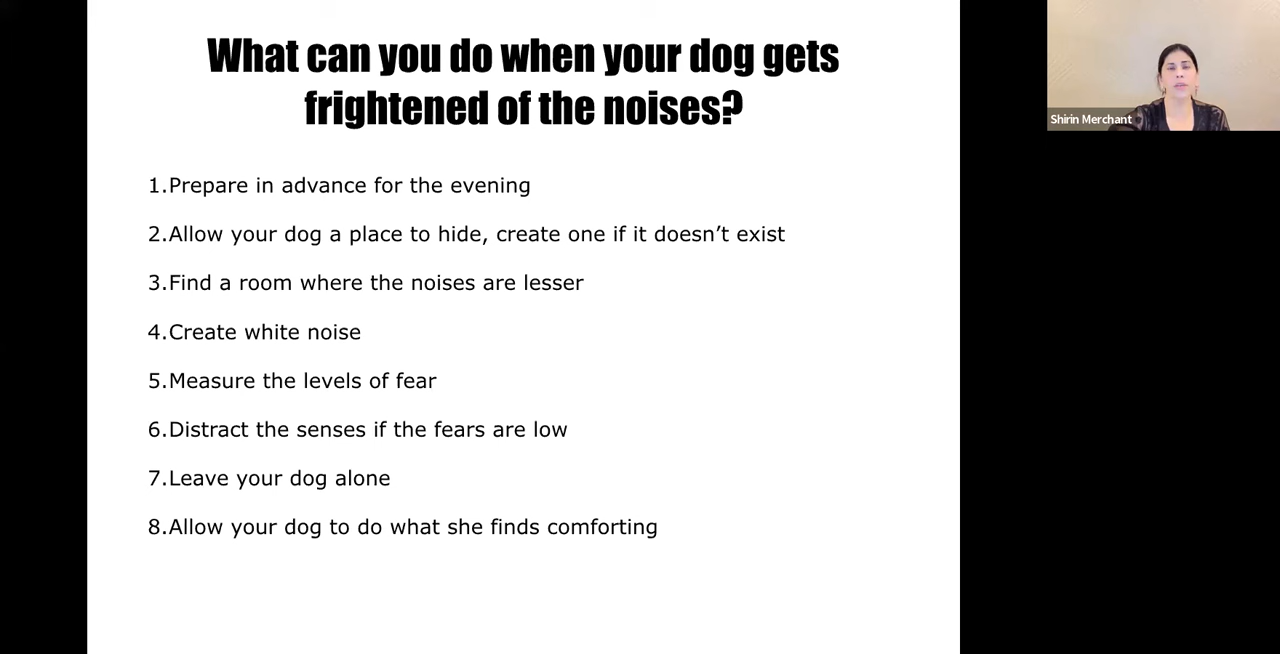 What can you do when your dog gets
frightened of the noises?
1.Prepare in advance for the evening
2.Allow your dog a place to hide, create one if it doesn’t exist
3.Find a room where the noises are lesser
4.Create white noise
5.Measure the levels of fear
6.Distract the senses if the fears are low
7.Leave your dog alone
8.Allow your dog to do what she finds comforting
Shirin Merchant